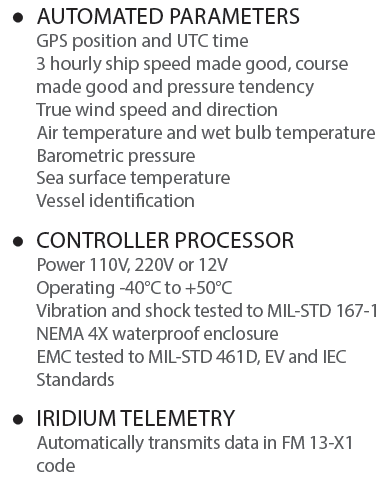 ● AUTOMATED PARAMETERS
GPS position and UTC time
3 hourly ship speed made good, course
made good and pressure tendency
True wind speed and direction
Air temperature and wet bulb temperature
Barometric pressure
Sea surface temperature
Vessel identification
● CONTROLLER PROCESSOR
Power 110V, 220V or 12V
Operating -40°C to +50°C
Vibration and shock tested to MIL-STD 167-1
NEMA 4X waterproof enclosure
EMC tested to MIL-STD 461D, EV and IEC
Standards
● IRIDIUM TELEMETRY
Automatically transmits data in FM 13-X1
code